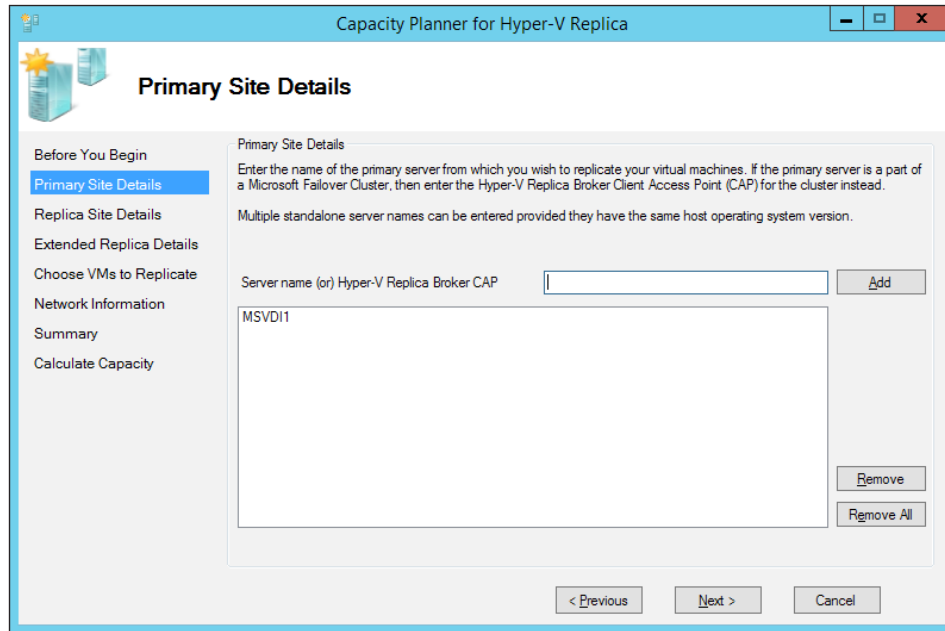 Capacity Planner for Hyper-V Replica
Primary Site Details
Before You Begin
Primary Site Details
Replica Site Details
Extended Replica Details
Choose VMs to Replicate
Network Information
Summary
Calculate Capacity
Primary Site Details
Enter the name of the primary server from which you wish to replicate your virtual machines. If the primary server is a part of
a Microsoft Failover Cluster, then enter the Hyper-V Replica Broker Client Access Point (CAP) for the cluster instead.
Multiple standalone server names can be entered provided they have the same host operating system version.
Server name (or) Hyper-V Replica Broker CAP
Add
MSVDI1
Remove
Remove All
< Previous
Next >
Cancel